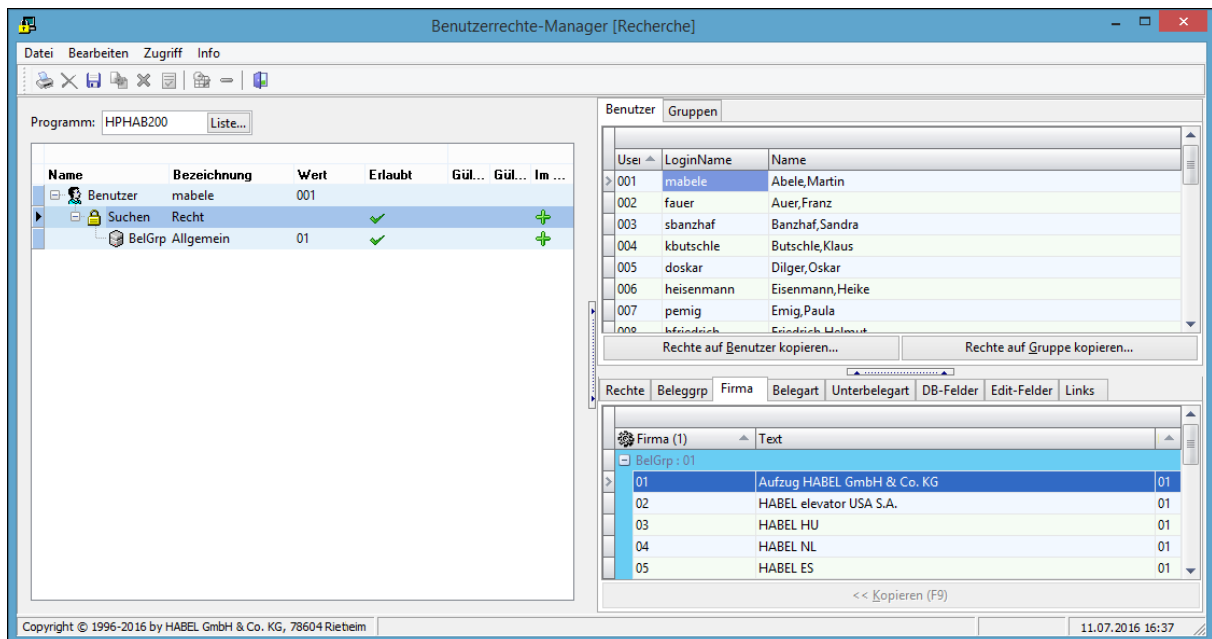 Benutzerrechte-Manager [Recherche]
Datei Bearbeiten Zugriff Info
Programm: HPHAB200 Liste...
Name Bezeichnung Wert Erlaubt Gül... Gül... Im ...
Benutzer mabele 001
Suchen Recht
BelGrp Allgemein 01
Benutzer Gruppen
User LoginName Name
001 mabele Abele,Martin
002 fauer Auer,Franz
003 sbanzhaf Banzhaf,Sandra
004 kbutschle Butschle,Klaus
005 doskar Dilger,Oskar
006 heisenmann Eisenmann,Heike
007 pemig Emig,Paula
008 hfriedrich Friedrich,Helmut
Rechte auf Benutzer kopieren... Rechte auf Gruppe kopieren...
Rechte Beleggrp Firma Belegart Unterbelegart DB-Felder Edit-Felder Links
Firma (1) Text
BelGrp : 01
01 Aufzug HABEL GmbH & Co. KG 01
02 HABEL elevator USA S.A. 01
03 HABEL HU 01
04 HABEL NL 01
05 HABEL ES 01
<< Kopieren (F9)
Copyright © 1996-2016 by HABEL GmbH & Co. KG, 78604 Rietheim
11.07.2016 16:37